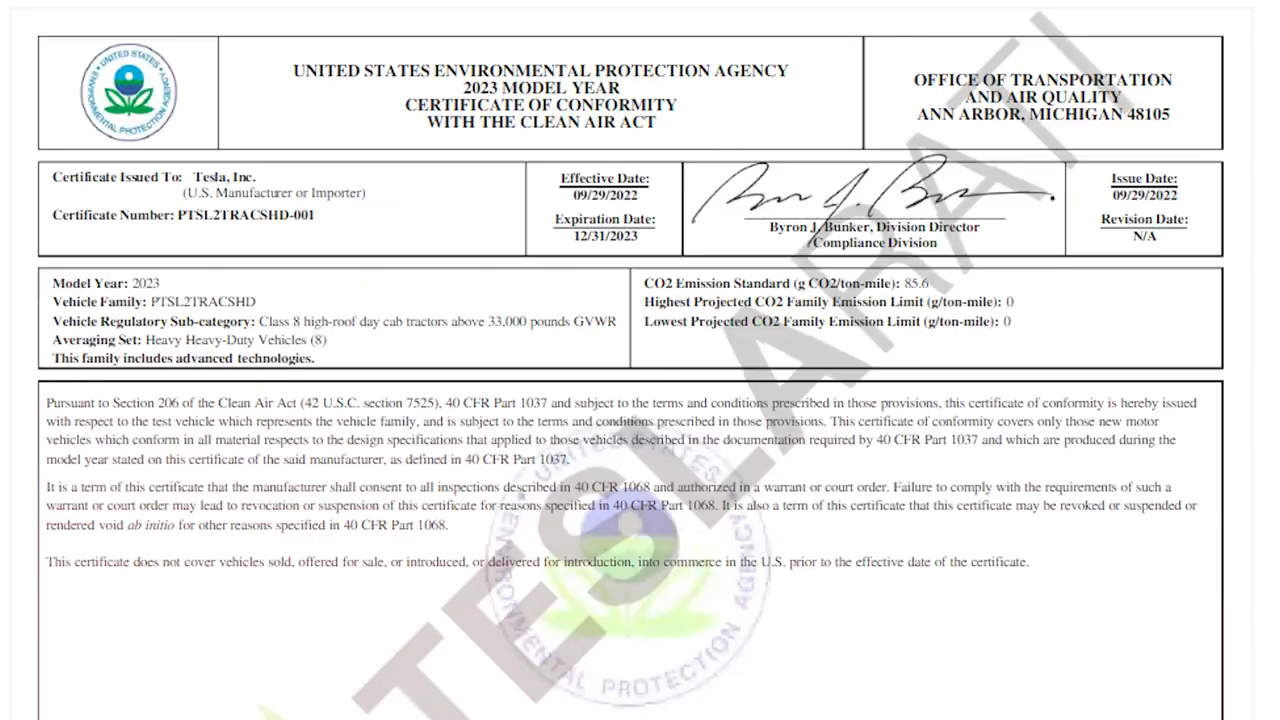 UNITED STATES ENVIRONMENTAL PROTECTION AGENCY
UNITED STATES ENVIRONMENTAL PROTECTION AGENCY
2023 MODEL YEAR
CERTIFICATE OF CONFORMITY
WITH THE CLEAN AIR ACT
OFFICE OF TRANSPORTATION
AND AIR QUALITY
ANN ARBOR, MICHIGAN 48105
Certificate Issued To: Tesla, Inc.
(U.S. Manufacturer or Importer)
Certificate Number: PTSL2TRACSHD-001
Effective Date:
09/29/2022
Expiration Date:
12/31/2023
Byron J. Bunker, Division Director
Compliance Division
Issue Date:
09/29/2022
Revision Date:
N/A
Model Year: 2023
Vehicle Family: PTSL2TRACSHD
Vehicle Regulatory Sub-category: Class 8 high-roof day cab tractors above 33,000 pounds GVWR
Averaging Set: Heavy Heavy-Duty Vehicles (8)
This family includes advanced technologies.
CO2 Emission Standard (g CO2/ton-mile): 85.6
Highest Projected CO2 Family Emission Limit (g/ton-mile): 0
Lowest Projected CO2 Family Emission Limit (g/ton-mile): 0
Pursuant to Section 206 of the Clean Air Act (42 U.S.C. section 7525), 40 CFR Part 1037 and subject to the terms and conditions prescribed in those provisions, this certificate of conformity is hereby issued
with respect to the test vehicle which represents the vehicle family, and is subject to the terms and conditions prescribed in those provisions. This certificate of conformity covers only those new motor
vehicles which conform in all material respects to the design specifications that applied to those vehicles described in the documentation required by 40 CFR Part 1037 and which are produced during the
model year stated on this certificate of the said manufacturer, as defined in 40 CFR Part 1037.
It is a term of this certificate that the manufacturer shall consent to all inspections described in 40 CFR 1068 and authorized in a warrant or court order. Failure to comply with the requirements of such a
warrant or court order may lead to revocation or suspension of this certificate for reasons specified in 40 CFR Part 1068. It is also a term of this certificate that this certificate may be revoked or suspended or
rendered void ab initio for other reasons specified in 40 CFR Part 1068.
This certificate does not cover vehicles sold, offered for sale, or introduced, or delivered for introduction, into commerce in the U.S. prior to the effective date of the certificate.
TESLARATI
UNITED STATES ENVIRONMENTAL PROTECTION AGENCY